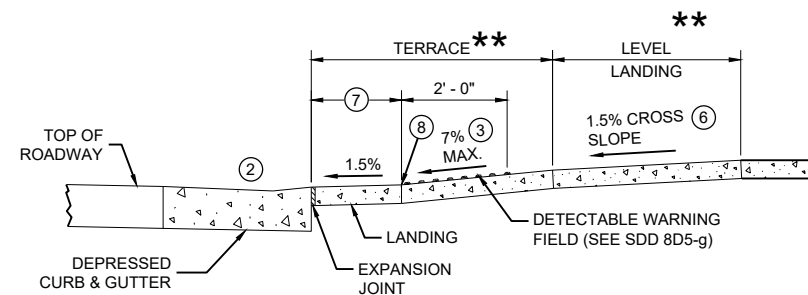 TERRACE**
**
LEVEL
LANDING
7
2' - 0"
TOP OF
ROADWAY
2
1.5%
8
7%
MAX.
3
1.5% CROSS
SLOPE
6
LANDING
DETECTABLE WARNING
FIELD (SEE SDD 8D5-g)
DEPRESSED
CURB & GUTTER
EXPANSION
JOINT